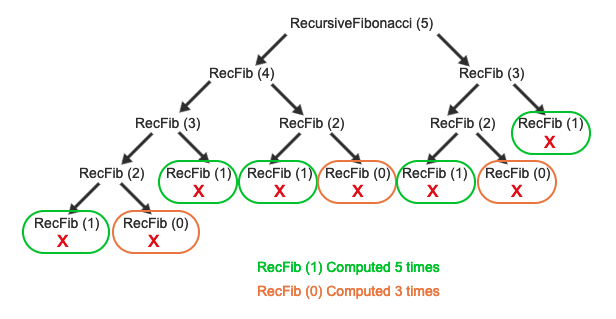 RecursiveFibonacci (5)
RecFib (4)
RecFib (3)
RecFib (3)
RecFib (2)
RecFib (2)
RecFib (1)
X
RecFib (2)
RecFib (1)
X
RecFib (1)
X
RecFib (0)
X
RecFib (1)
X
RecFib (0)
X
RecFib (1)
X
RecFib (0)
X
RecFib (1) Computed 5 times
RecFib (0) Computed 3 times